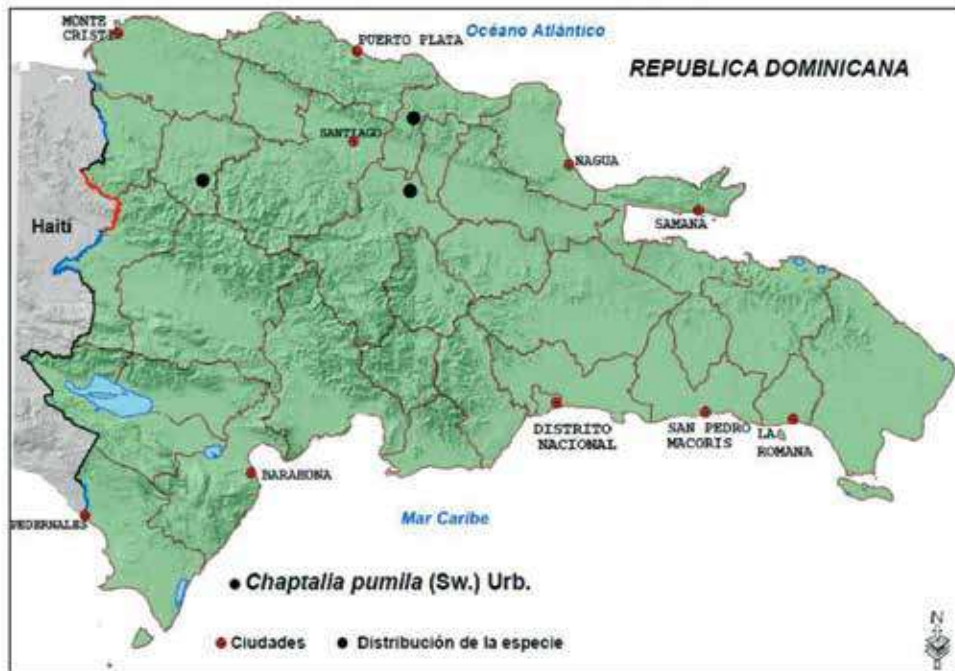 MONTE
CRISTI
PUERTO PLATA
Océano Atlántico
REPUBLICA DOMINICANA
SANTIAGO
NAGUA
Haití
SAMANA
DISTRITO
NACIONAL
SAN PEDRO
MACORIS
LA
ROMANA
BARAHONA
PEDERNALES
Mar Caribe
Chaptalia pumila (Sw.) Urb.
Ciudades
Distribución de la especie
N